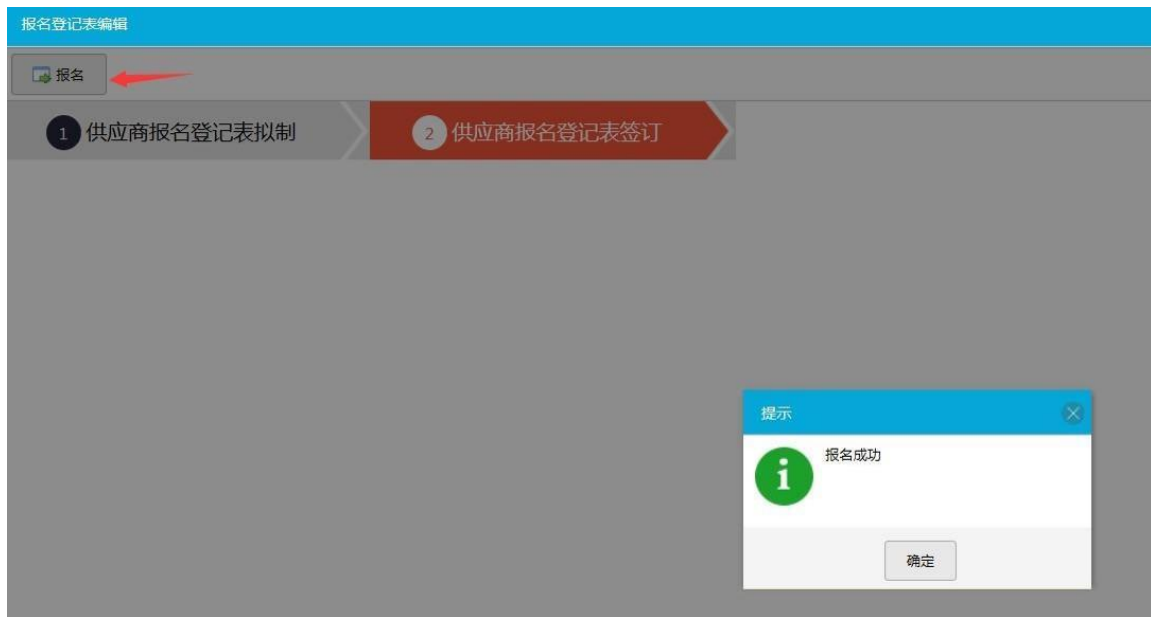 报名登记表编辑
报名
1 供应商报名登记表拟制
2 供应商报名登记表签订
提示
报名成功
确定